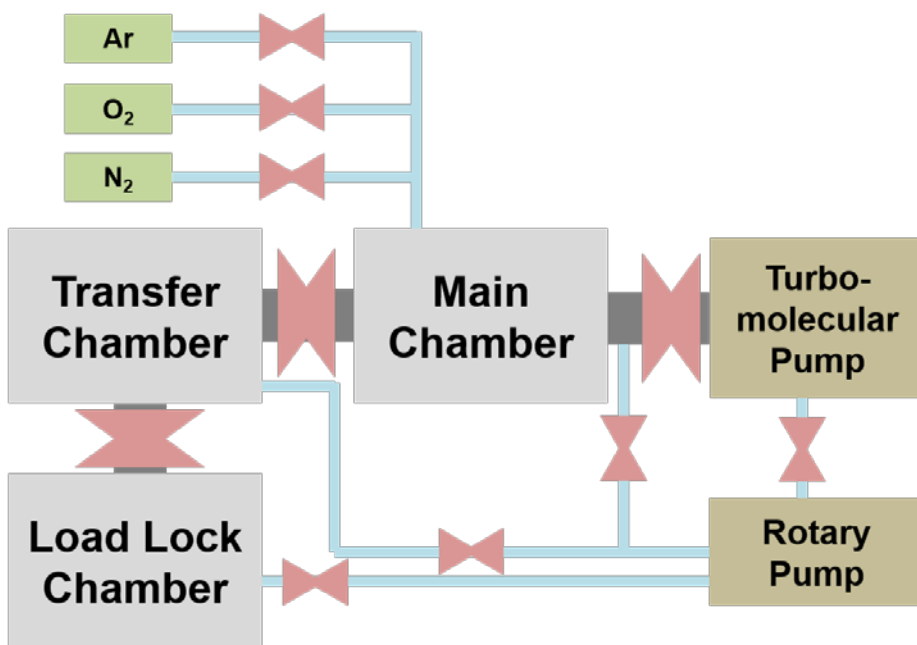 Ar
O₂
N₂
Transfer
Chamber
Main
Chamber
Turbo-
molecular
Pump
Load Lock
Chamber
Rotary
Pump